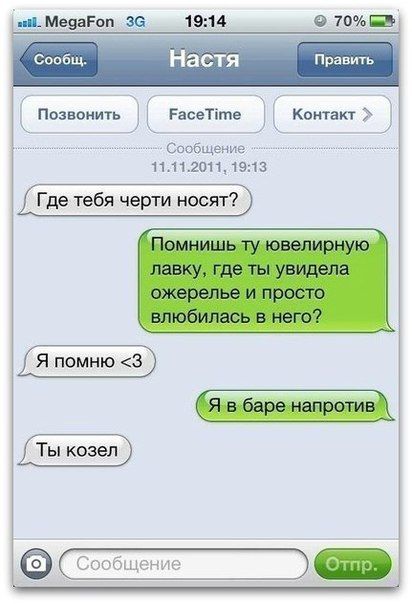 MegaFon 3G 19:14 70%
Сообщ. Настя Править
Позвонить FaceTime Контакт
Сообщение
11.11.2011, 19:13
Где тебя черти носят?
Помнишь ту ювелирную
лавку, где ты увидела
ожерелье и просто
влюбилась в него?
Я помню <3
Я в баре напротив
Ты козел
Сообщение Отпр.